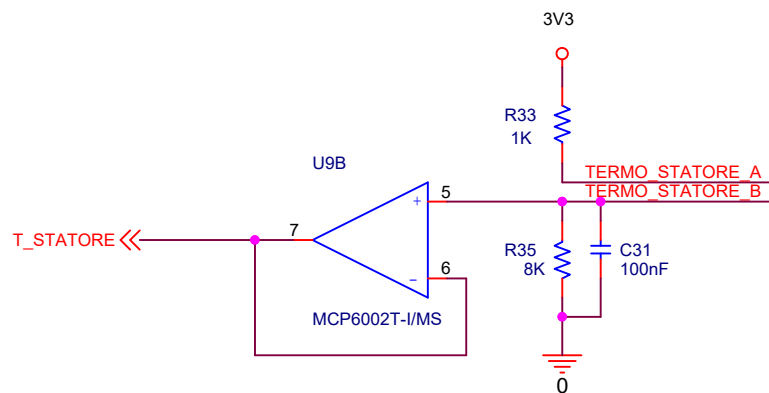 3V3
R33
1K
TERMO_STATORE_A
TERMO_STATORE_B
U9B
+
5
7
T_STATORE
6
-
R35
8K
C31
100nF
MCP6002T-I/MS
0